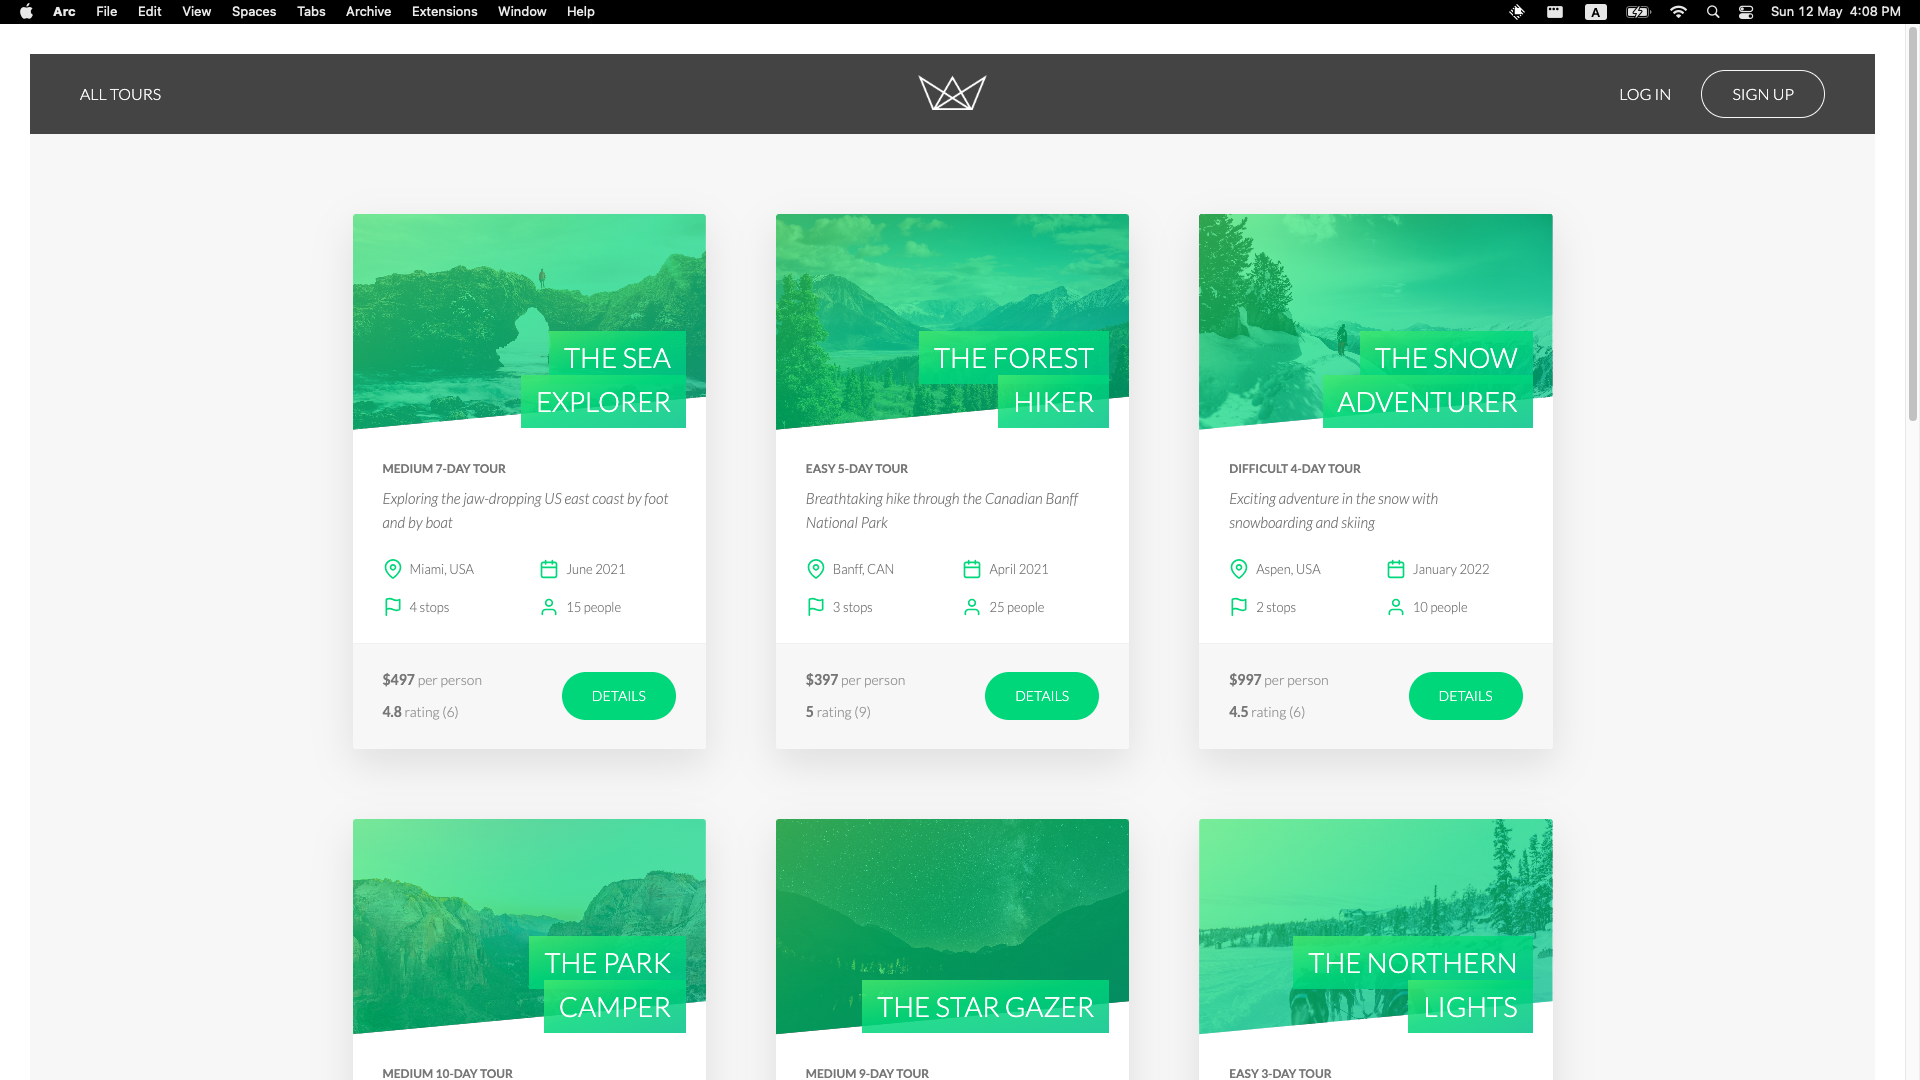 Arc File Edit View Spaces Tabs Archive Extensions Window Help A Sun 12 May 4:08 PM
ALL TOURS
LOG IN
SIGN UP
THE SEA
EXPLORER
MEDIUM 7-DAY TOUR
Exploring the jaw-dropping US east coast by foot
and by boat
Miami, USA
June 2021
4 stops
15 people
$497 per person
4.8 rating (6)
DETAILS
THE FOREST
HIKER
EASY 5-DAY TOUR
Breathtaking hike through the Canadian Banff
National Park
Banff, CAN
April 2021
3 stops
25 people
$397 per person
5 rating (9)
DETAILS
THE SNOW
ADVENTURER
DIFFICULT 4-DAY TOUR
Exciting adventure in the snow with
snowboarding and skiing
Aspen, USA
January 2022
2 stops
10 people
$997 per person
4.5 rating (6)
DETAILS
THE PARK
CAMPER
MEDIUM 10-DAY TOUR
THE STAR GAZER
MEDIUM 9-DAY TOUR
THE NORTHERN
LIGHTS
EASY 3-DAY TOUR